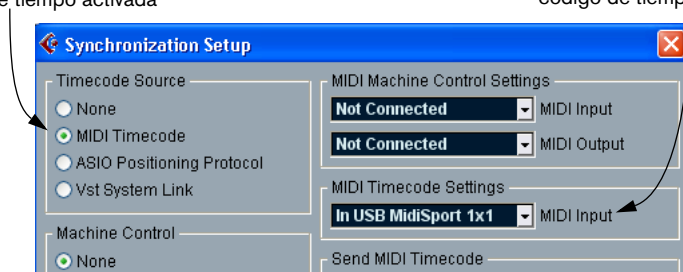 e tiempo activada
código de tiemp
Synchronization Setup
Timecode Source
None
MIDI Timecode
ASIO Positioning Protocol
Vst System Link
Machine Control
None
MIDI Machine Control Settings
Not Connected MIDI Input
Not Connected MIDI Output
MIDI Timecode Settings
In USB MidiSport 1x1 MIDI Input
Send MIDI Timecode